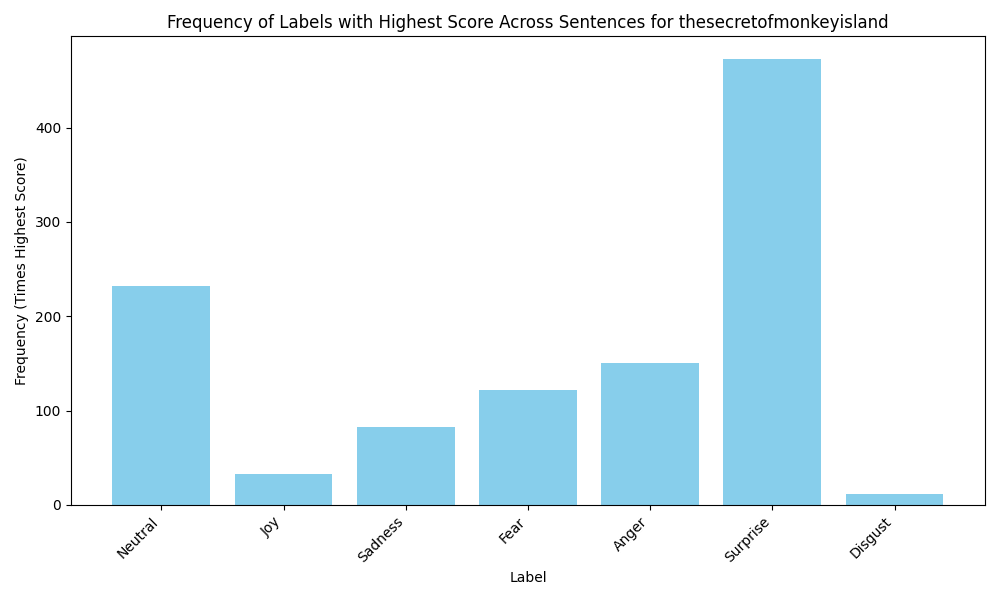 Frequency of Labels with Highest Score Across Sentences for thesecretofmonkeyisland
Frequency (Times Highest Score)
400
300
200
100
0
Neutral
Joy
Sadness
Fear
Anger
Surprise
Disgust
Label